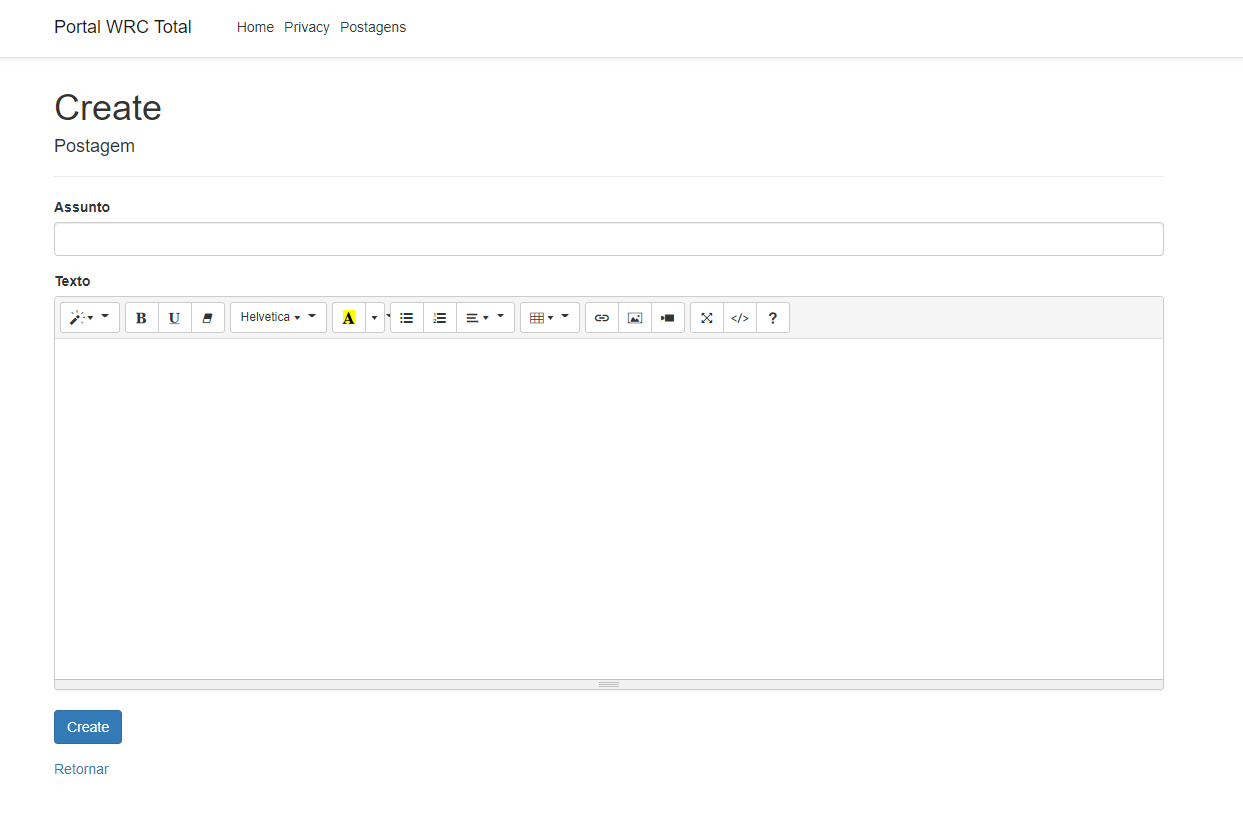 Portal WRC Total Home Privacy Postagens
Create
Postagem
Assunto
Texto
B U Helvetica A </> ?
Create
Retornar